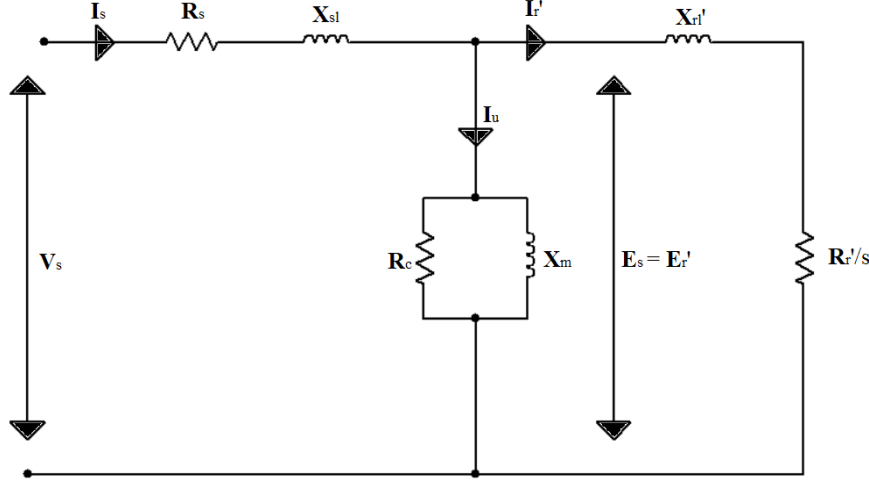 Is
Rs
Xsl
Ir'
Xrl'
Iu
Vs
Rc
Xm
Es = Er'
Rr'/s